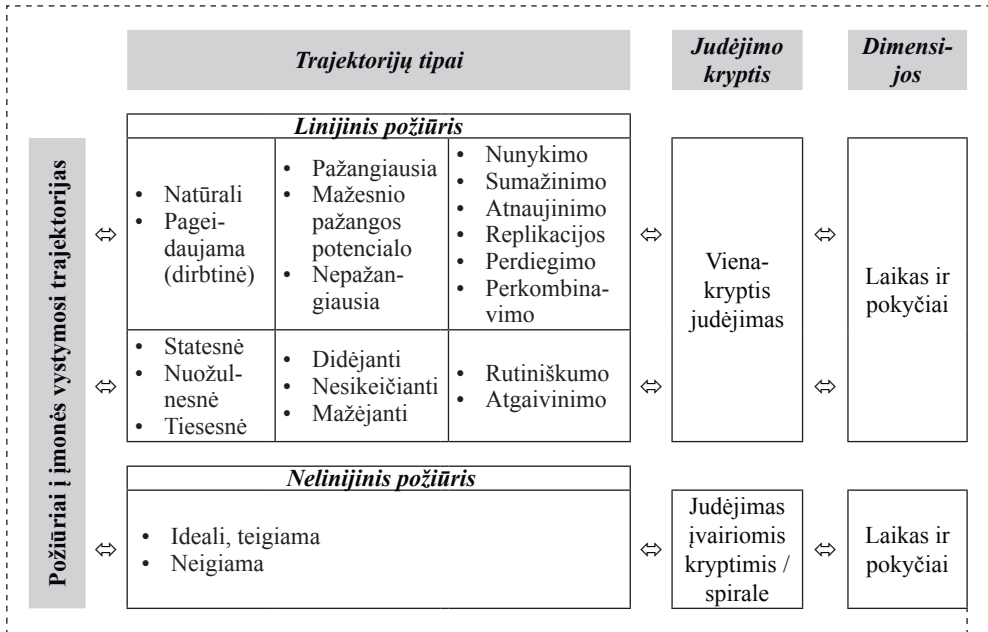 Trajektorijų tipai
Judėjimo
kryptis
Dimensi-
jos
Požiūriai į įmonės vystymosi trajektorijas
Linijinis požiūris
• Natūrali
• Pagei-
daujama
(dirbtinė)
• Pažangiausia
• Mažesnio
pažangos
potencialo
• Nepažan-
giausia
• Nunykimo
• Sumažinimo
• Atnaujinimo
• Replikacijos
• Perdiegimo
• Perkombina-
vimo
• Statesnė
• Nuožul-
nesnė
• Tiesesnė
• Didėjanti
• Nesikeičianti
• Mažėjanti
• Rutiniškumo
• Atgaivinimo
Viena-
kryptis
judėjimas
Laikas ir
pokyčiai
Nelinijinis požiūris
• Ideali, teigiama
• Neigiama
Judėjimas
įvairiomis
kryptimis /
spirale
Laikas ir
pokyčiai